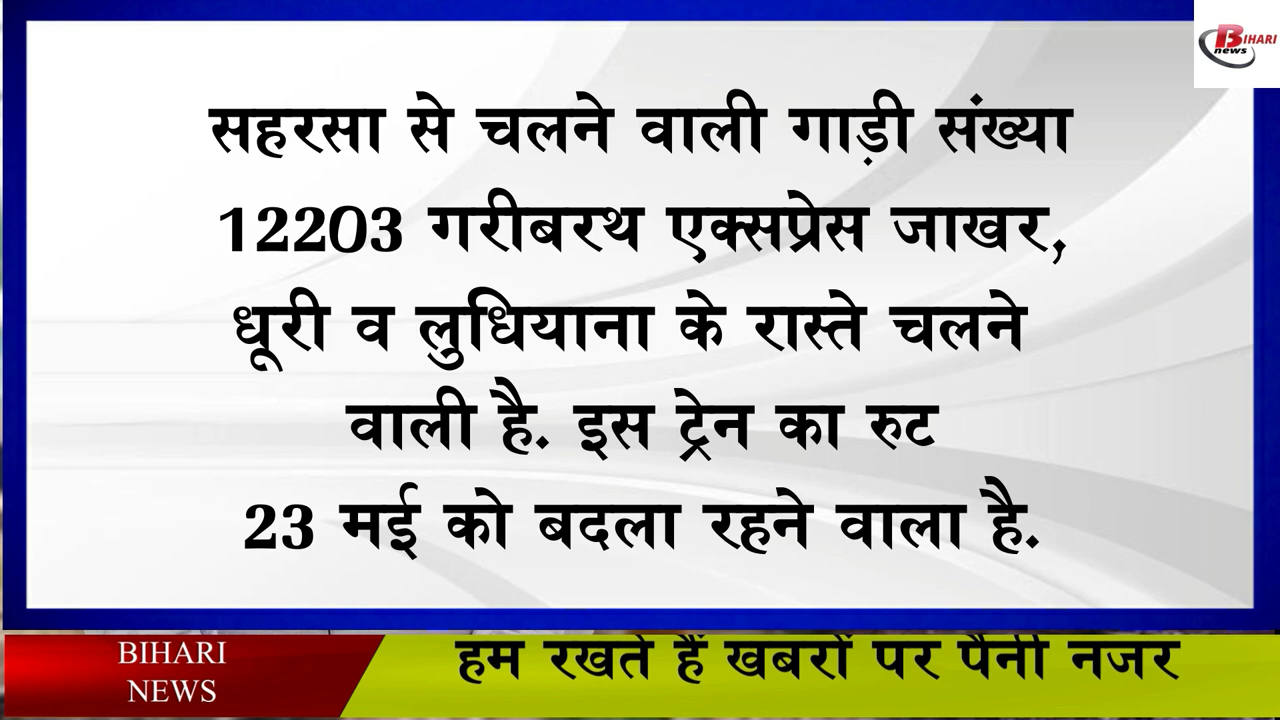 BIHARI
news
सहरसा से चलने वाली गाड़ी संख्या
12203 गरीबरथ एक्सप्रेस जाखर,
धूरी व लुधियाना के रास्ते चलने
वाली है. इस ट्रेन का रुट
23 मई को बदला रहने वाला है.
BIHARI
NEWS
हम रखते हैं खबरों पर पैनी नजर